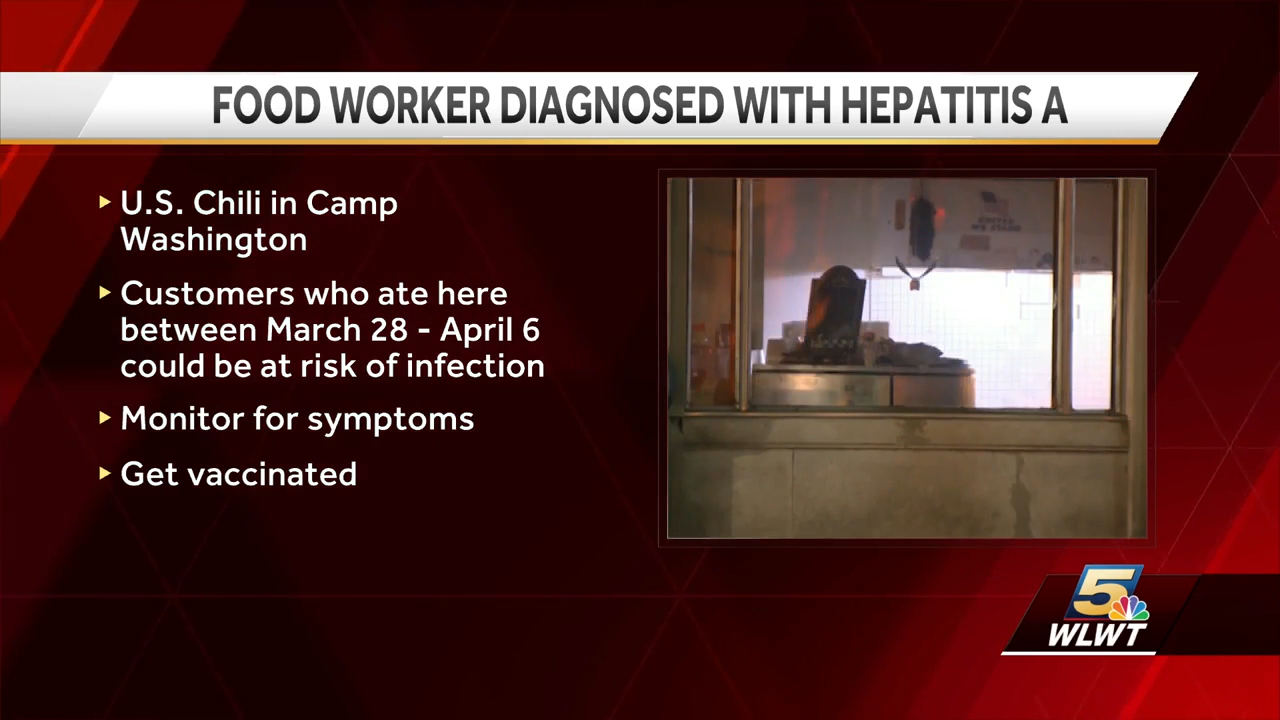 FOOD WORKER DIAGNOSED WITH HEPATITIS A
U.S. Chili in Camp
Washington
Customers who ate here
between March 28 - April 6
could be at risk of infection
Monitor for symptoms
Get vaccinated
5
WLWT